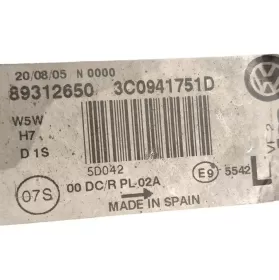 20/08/05 N 0000
89312650 3C0941751D
W5W
H7
D1S
5D042
07S
00 DC/R PL-02A
E9 5542
L
MADE IN SPAIN